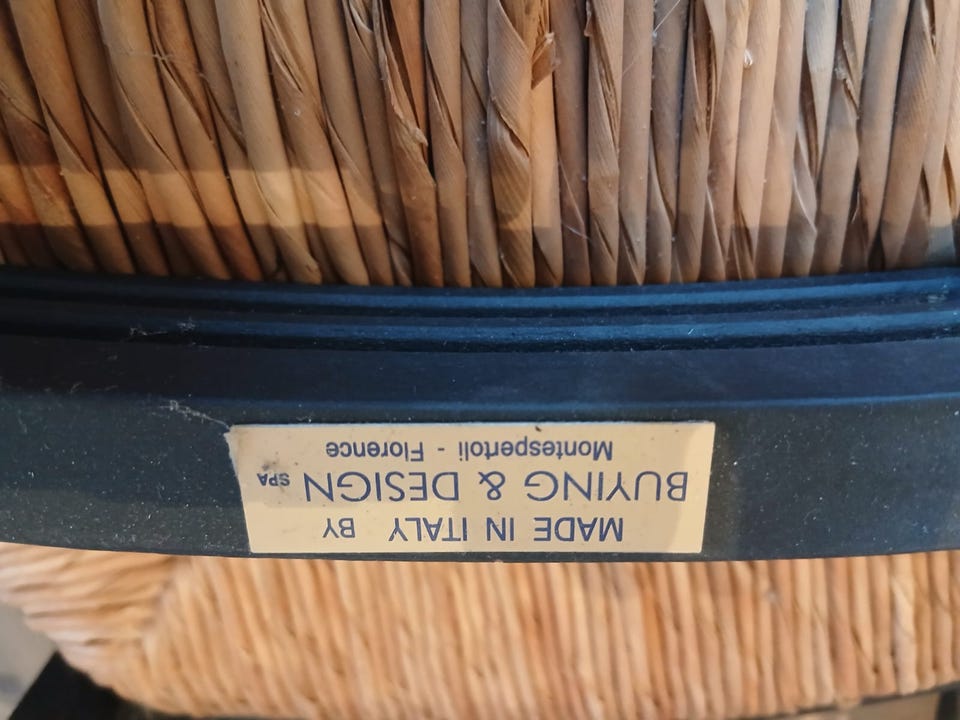 MADE IN ITALY BY
BUYING & DESIGN SPA
Montespertoli - Florence